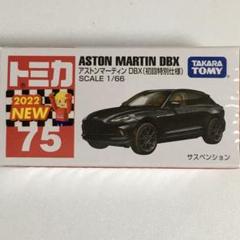 トミカ
2022
NEW
75
ASTON MARTIN DBX
アストンマーティン DBX(初回特別仕様)
SCALE 1/66
TAKARA
TOMY
サスペンション